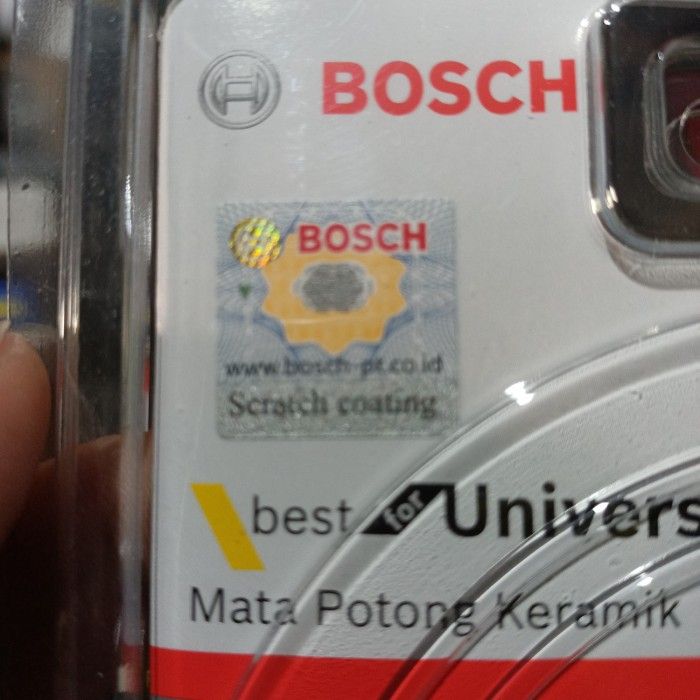 BOSCH
BOSCH
www.bosch-pt.co.id
Scratch coating
best for Univers
Mata Potong Keramik